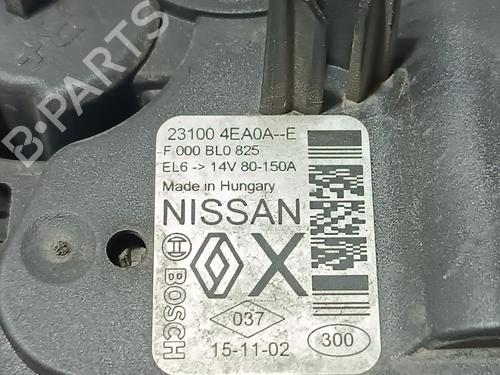 B-PARTS
23100 4EA0A--E
F 000 BL0 825
EL6 -> 14V 80-150A
Made in Hungary
NISSAN
X
BOSCH
037
15-11-02
300